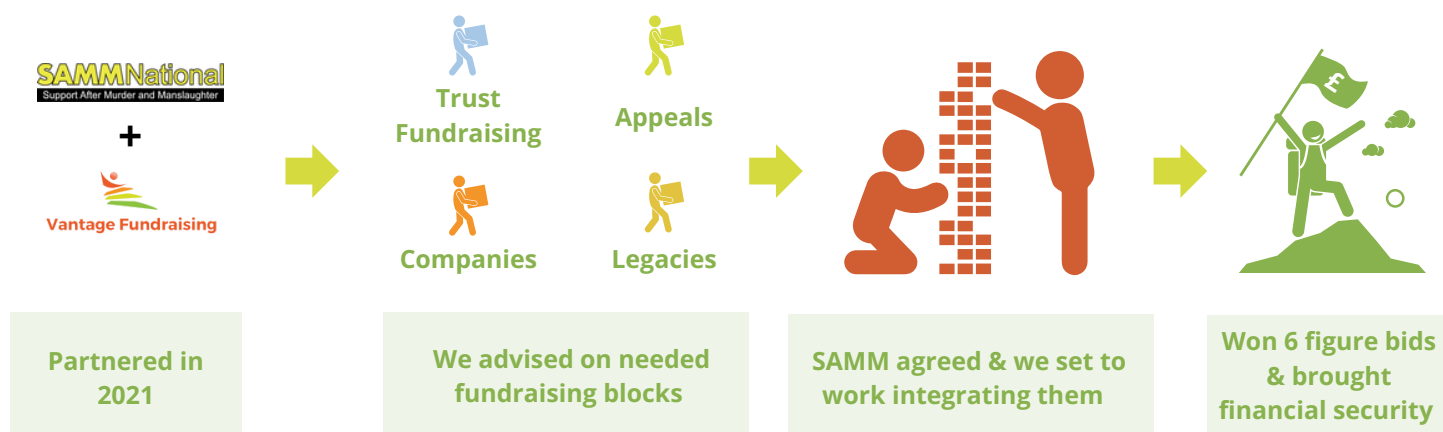 SAMMNational
Support After Murder and Manslaughter
+
Vantage Fundraising
Trust
Fundraising
Appeals
Companies
Legacies
£
Partnered in
2021
We advised on needed
fundraising blocks
SAMM agreed & we set to
work integrating them
Won 6 figure bids
& brought
financial security